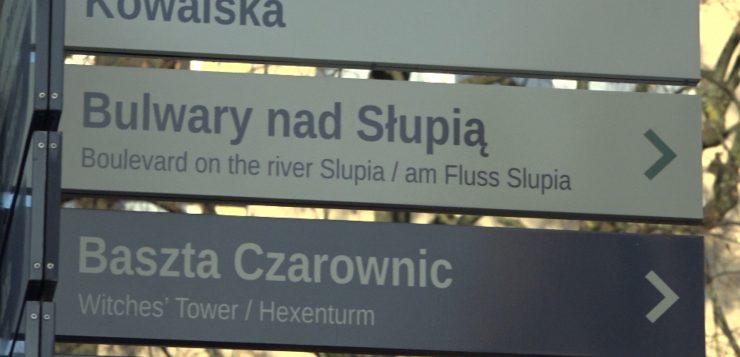 Kowalska
Bulwary nad Słupią
Boulevard on the river Slupia / am Fluss Slupia
Baszta Czarownic
Witches' Tower / Hexenturm